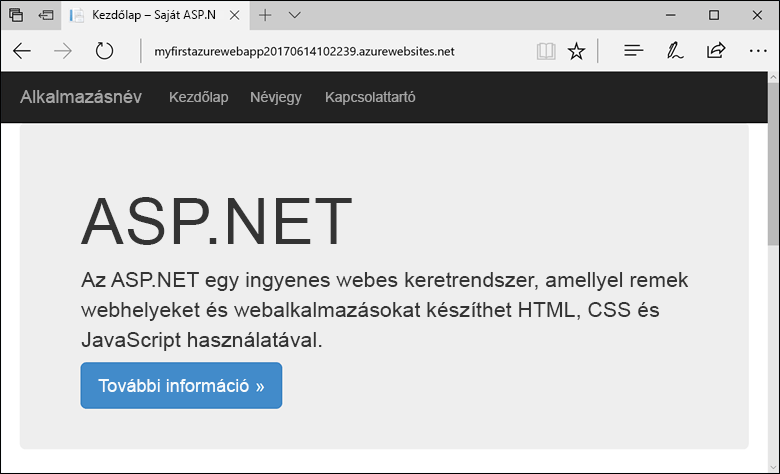 Kezdőlap – Saját ASP.N
myfirstazurewebapp20170614102239.azurewebsites.net
Alkalmazásnév Kezdőlap Névjegy Kapcsolattartó
ASP.NET
Az ASP.NET egy ingyenes webes keretrendszer, amellyel remek
webhelyeket és webalkalmazásokat készíthet HTML, CSS és
JavaScript használatával.
További információ »